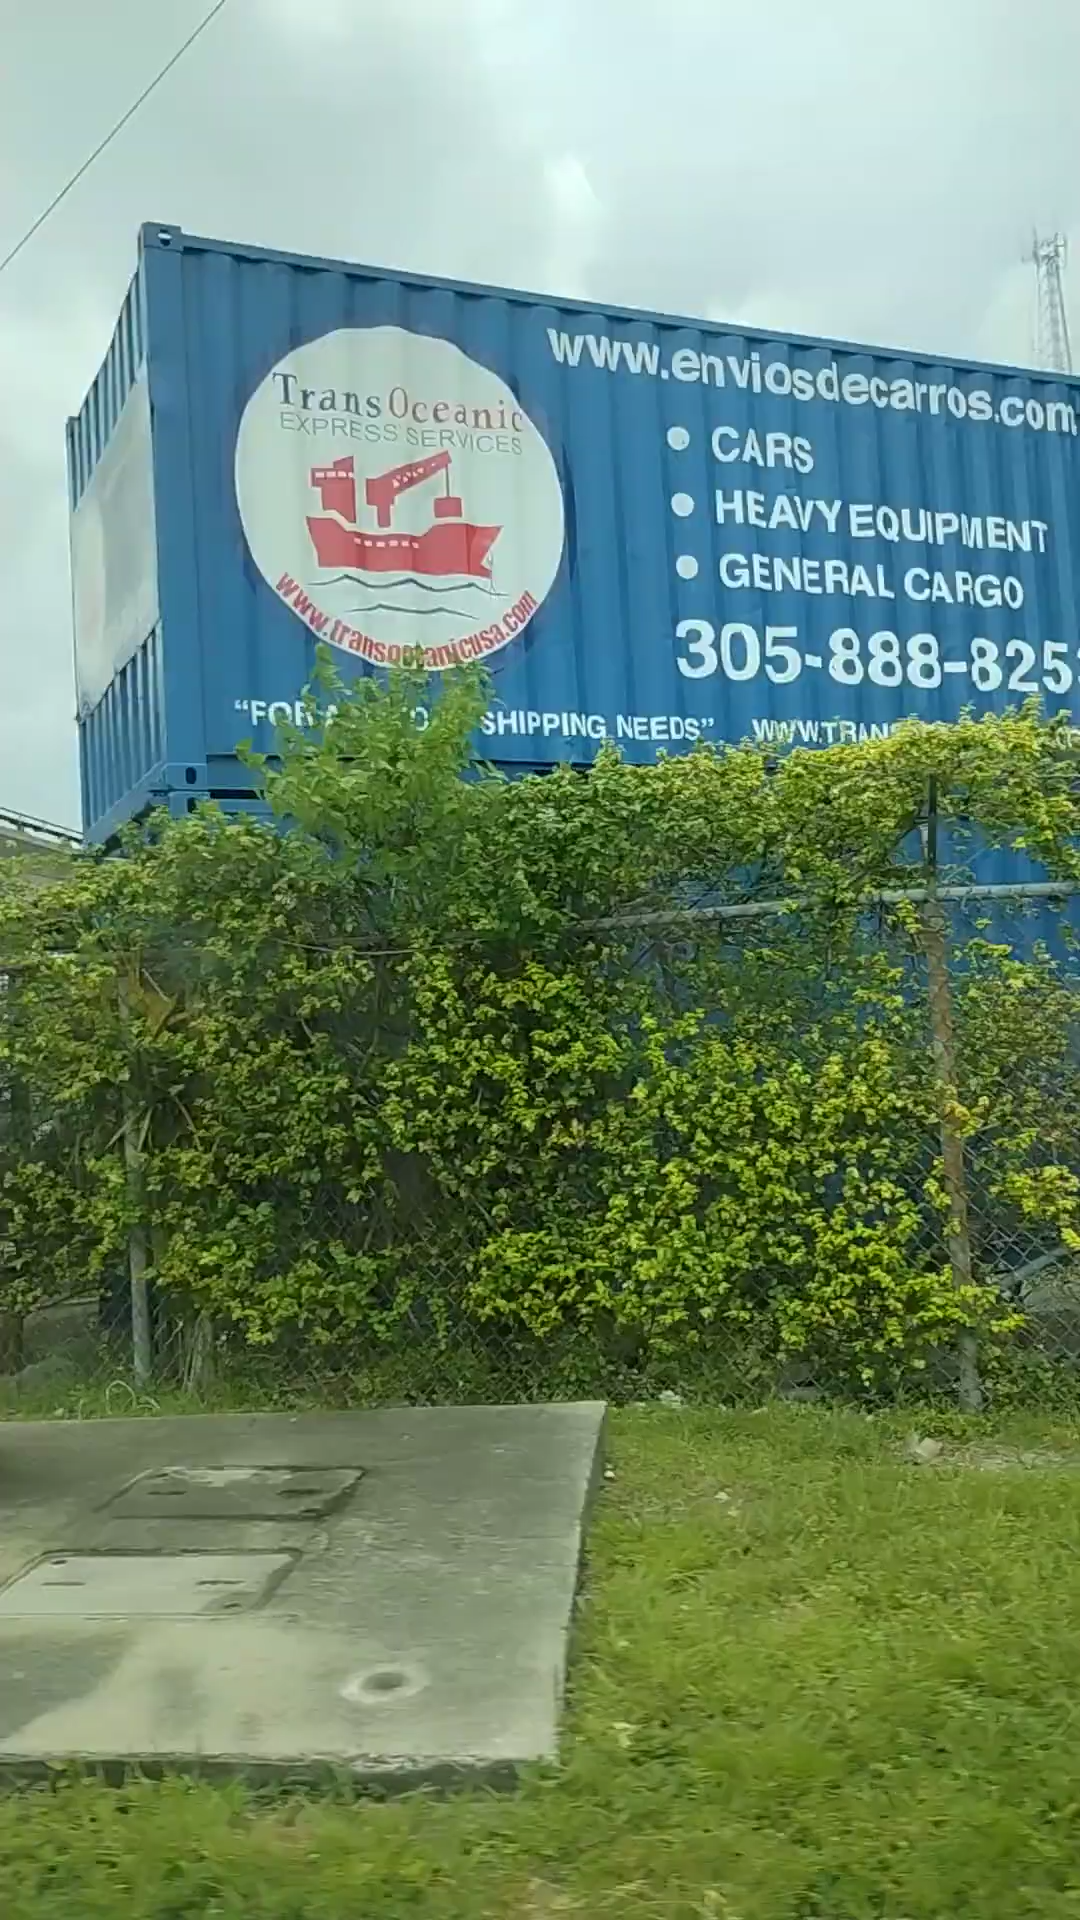 TransOceanic
EXPRESS SERVICES
www.transoceanicusa.com
www.enviosdecarros.com
• CARS
• HEAVY EQUIPMENT
• GENERAL CARGO
305-888-825
"FOR SHIPPING NEEDS"